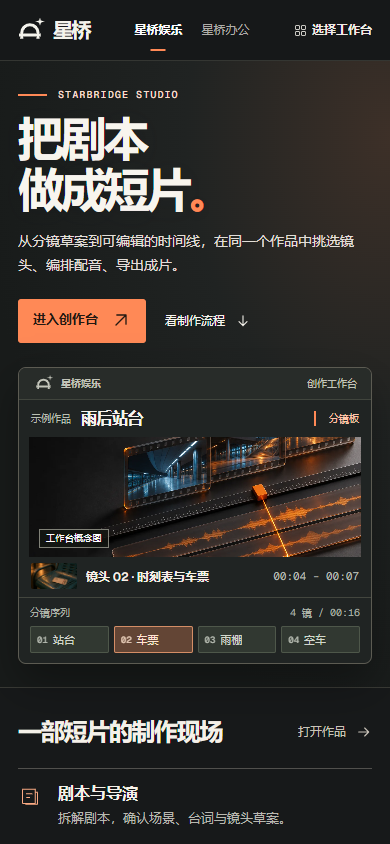 星桥
星桥娱乐
星桥办公
选择工作台
STARBRIDGE STUDIO
把剧本
做成短片。
从分镜草案到可编辑的时间线，在同一个作品中挑选镜
头、编排配音、导出成片。
进入创作台
看制作流程
星桥娱乐
创作工作台
示例作品
雨后站台
分镜板
工作台概念图
镜头 02 · 时刻表与车票
00:04 – 00:07
分镜序列
4 镜 / 00:16
01 站台
02 车票
03 雨棚
04 空车
一部短片的制作现场
打开作品
剧本与导演
拆解剧本，确认场景、台词与镜头草案。